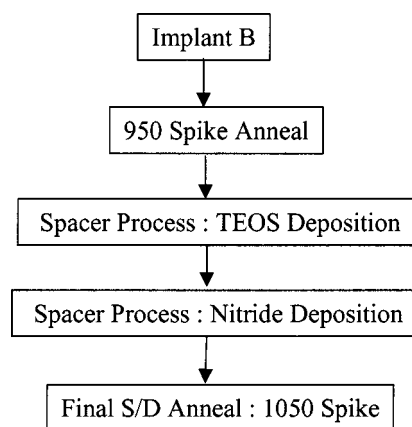 Implant B
950 Spike Anneal
Spacer Process : TEOS Deposition
Spacer Process : Nitride Deposition
Final S/D Anneal : 1050 Spike